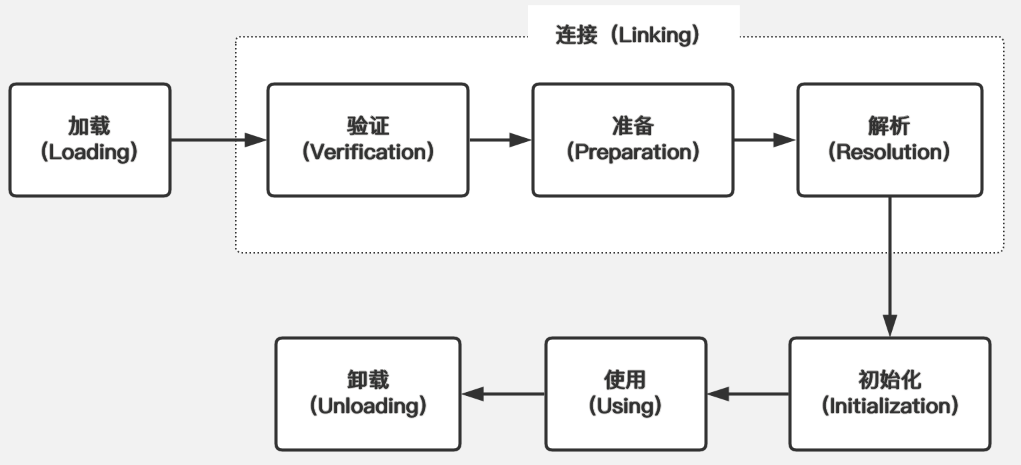 连接（Linking）
加载
（Loading）
验证
（Verification）
准备
（Preparation）
解析
（Resolution）
初始化
（Initialization）
使用
（Using）
卸载
（Unloading）